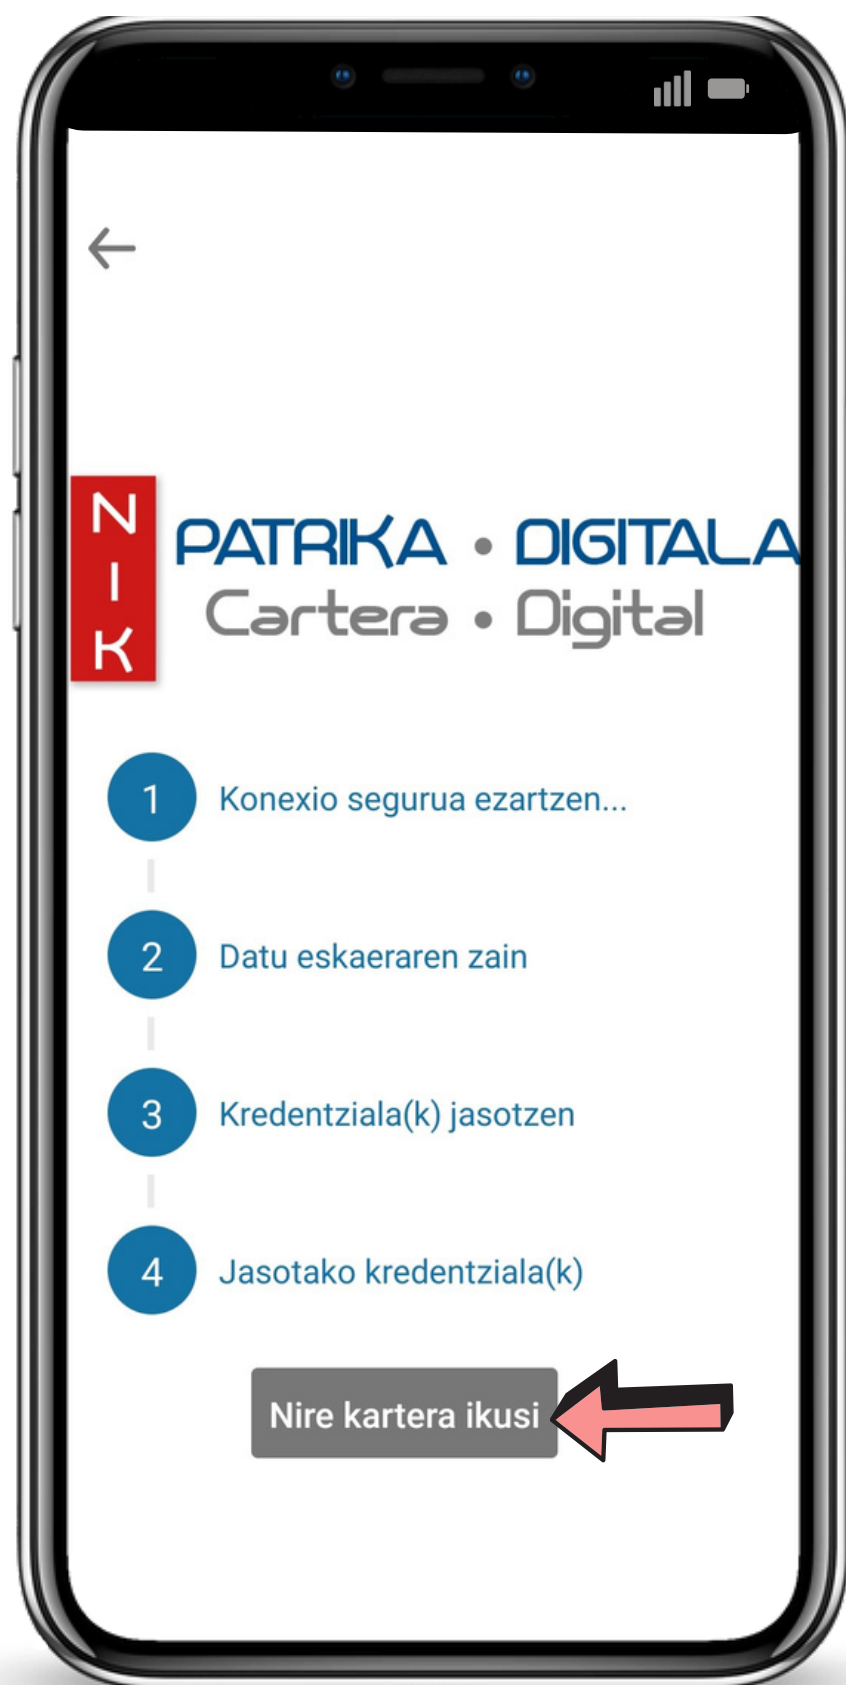 NIK
PATRIKA • DIGITALA
Cartera • Digital
1 Konexio segurua ezartzen...
2 Datu eskaeraren zain
3 Kredentziala(k) jasotzen
4 Jasotako kredentziala(k)
Nire kartera ikusi